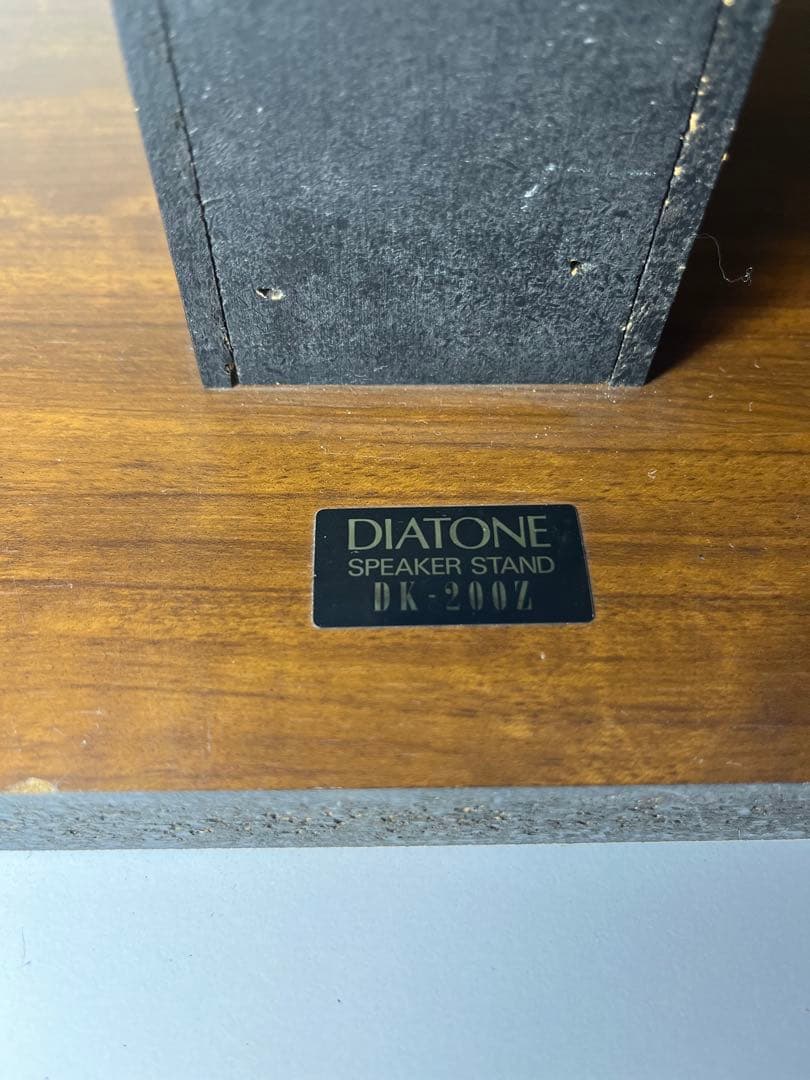 DIATONE
SPEAKER STAND
DK-200Z